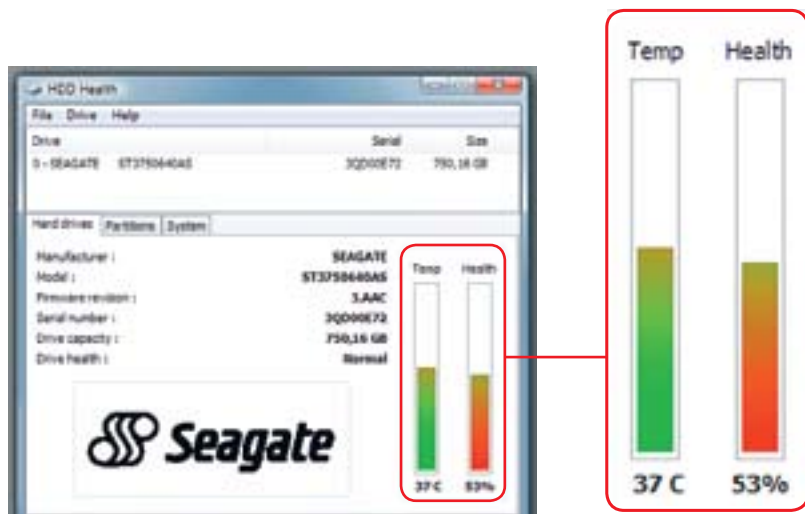 HDD Health
File Drive Help
Drive Serial Size
0 - SEAGATE ST3750640AS 3QD00E72 750,16 GB
Hard drives Partitions System
Manufacturer : SEAGATE
Model : ST3750640AS
Firmware revision : 3.AAC
Serial number : 3QD00E72
Drive capacity : 750,16 GB
Drive health : Normal
Temp Health
Seagate
37 C 53%
Temp Health
37 C 53%